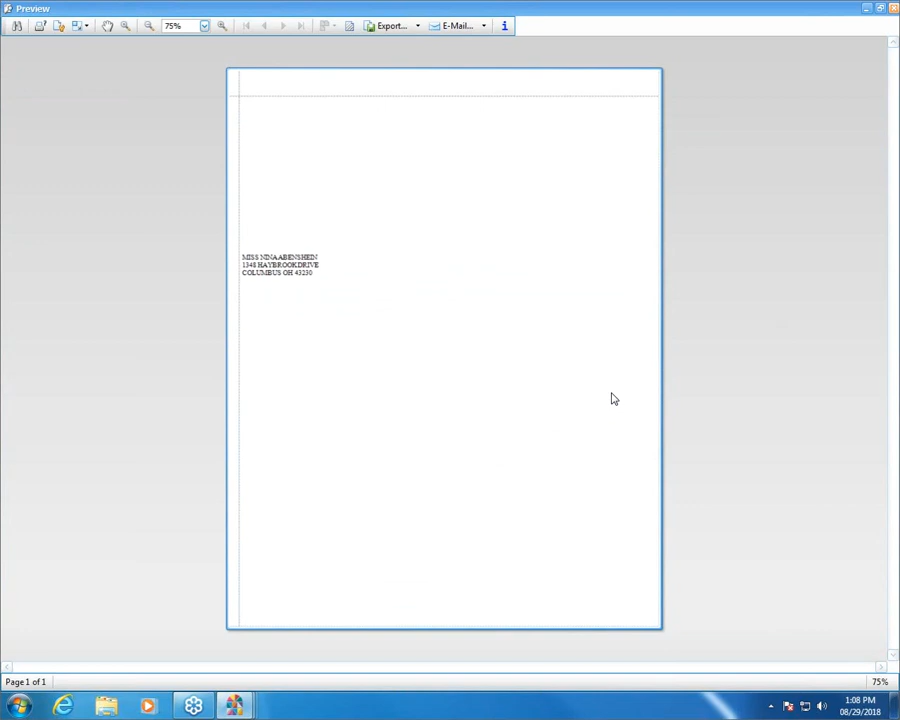 Preview
75%
Export...
E-Mail...
MISS NINAABENSHEIN
1348 HAYBROOKDRIVE
COLUMBUS OH 43230
Page 1 of 1
75%
1:08 PM
08/29/2018